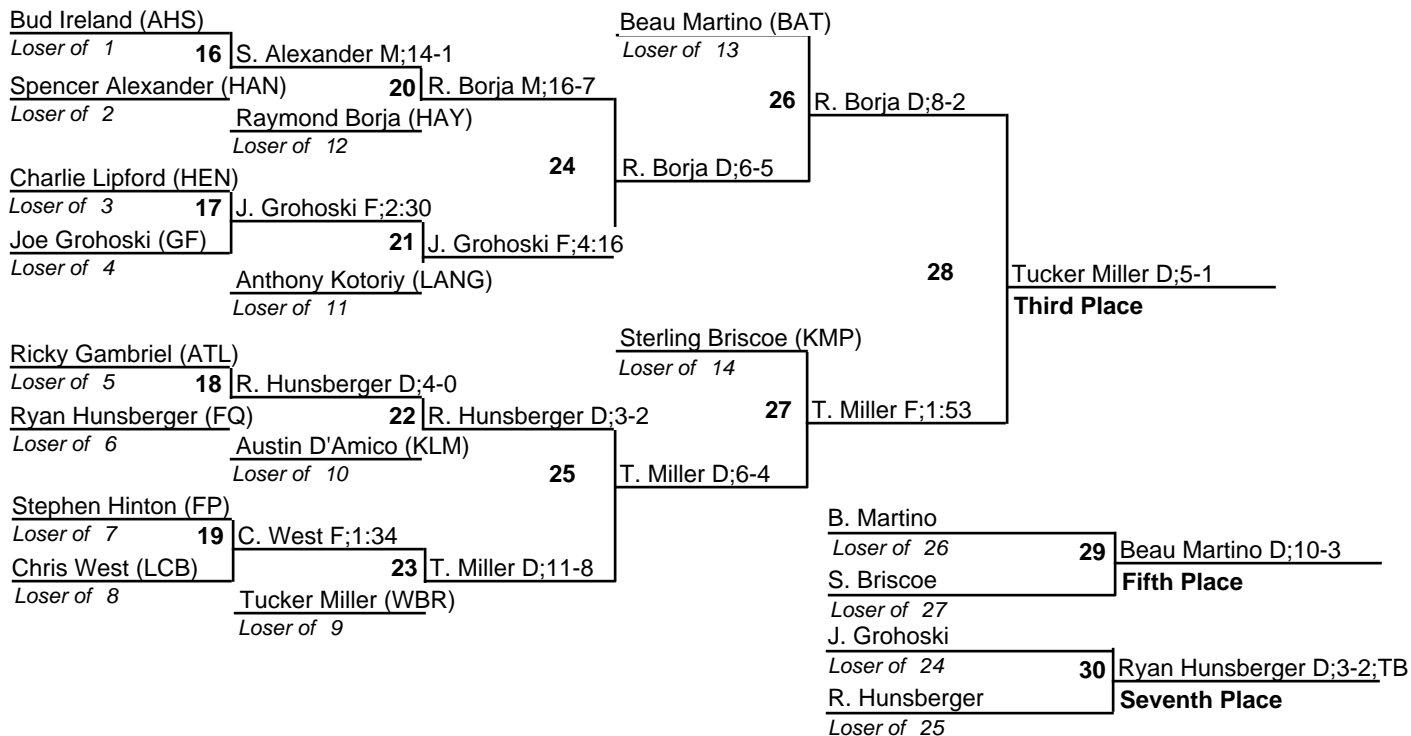 Bud Ireland (AHS)
Loser of 1
16 S. Alexander M;14-1
Spencer Alexander (HAN)
Loser of 2
20 R. Borja M;16-7
Raymond Borja (HAY)
Loser of 12
Charlie Lipford (HEN)
Loser of 3
17 J. Grohoski F;2:30
Joe Grohoski (GF)
Loser of 4
21 J. Grohoski F;4:16
Anthony Kotoriy (LANG)
Loser of 11
24 R. Borja D;6-5
Beau Martino (BAT)
Loser of 13
26 R. Borja D;8-2
Ricky Gambriel (ATL)
Loser of 5
18 R. Hunsberger D;4-0
Ryan Hunsberger (FQ)
Loser of 6
22 R. Hunsberger D;3-2
Austin D'Amico (KLM)
Loser of 10
Stephen Hinton (FP)
Loser of 7
19 C. West F;1:34
Chris West (LCB)
Loser of 8
23 T. Miller D;11-8
Tucker Miller (WBR)
Loser of 9
25 T. Miller D;6-4
Sterling Briscoe (KMP)
Loser of 14
27 T. Miller F;1:53
28 Tucker Miller D;5-1
Third Place
B. Martino
Loser of 26
29 Beau Martino D;10-3
S. Briscoe
Fifth Place
Loser of 27
J. Grohoski
Loser of 24
30 Ryan Hunsberger D;3-2;TB
R. Hunsberger
Seventh Place
Loser of 25